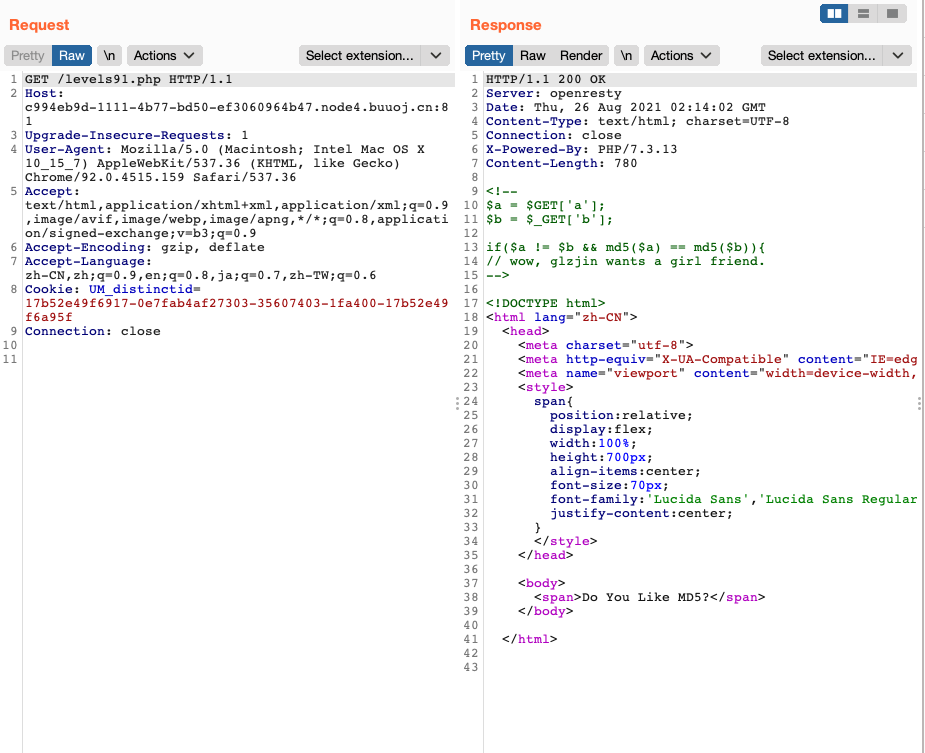 Request
Response
Pretty Raw \n Actions Select extension...
Pretty Raw Render \n Actions Select extension...
1 GET /levels91.php HTTP/1.1
2 Host:
c994eb9d-1111-4b77-bd50-ef3060964b47.node4.buuoj.cn:8
1
3 Upgrade-Insecure-Requests: 1
4 User-Agent: Mozilla/5.0 (Macintosh; Intel Mac OS X
10_15_7) AppleWebKit/537.36 (KHTML, like Gecko)
Chrome/92.0.4515.159 Safari/537.36
5 Accept:
text/html,application/xhtml+xml,application/xml;q=0.9
,image/avif,image/webp,image/apng,*/*;q=0.8,applicati
on/signed-exchange;v=b3;q=0.9
6 Accept-Encoding: gzip, deflate
7 Accept-Language:
zh-CN,zh;q=0.9,en;q=0.8,ja;q=0.7,zh-TW;q=0.6
8 Cookie: UM_distinctid=
17b52e49f6917-0e7fab4af27303-35607403-1fa400-17b52e49
f6a95f
9 Connection: close
10
11
1 HTTP/1.1 200 OK
2 Server: openresty
3 Date: Thu, 26 Aug 2021 02:14:02 GMT
4 Content-Type: text/html; charset=UTF-8
5 Connection: close
6 X-Powered-By: PHP/7.3.13
7 Content-Length: 780
8
9 <!--
10 $a = $GET['a'];
11 $b = $_GET['b'];
12
13 if($a != $b && md5($a) == md5($b)){
14 // wow, glzjin wants a girl friend.
15 -->
16
17 <!DOCTYPE html>
18 <html lang="zh-CN">
19 <head>
20 <meta charset="utf-8">
21 <meta http-equiv="X-UA-Compatible" content="IE=edg
22 <meta name="viewport" content="width=device-width,
23 <style>
24 span{
25 position:relative;
26 display:flex;
27 width:100%;
28 height:700px;
29 align-items:center;
30 font-size:70px;
31 font-family:'Lucida Sans','Lucida Sans Regular
32 justify-content:center;
33 }
34 </style>
35 </head>
36
37 <body>
38 <span>Do You Like MD5?</span>
39 </body>
40
41 </html>
42
43